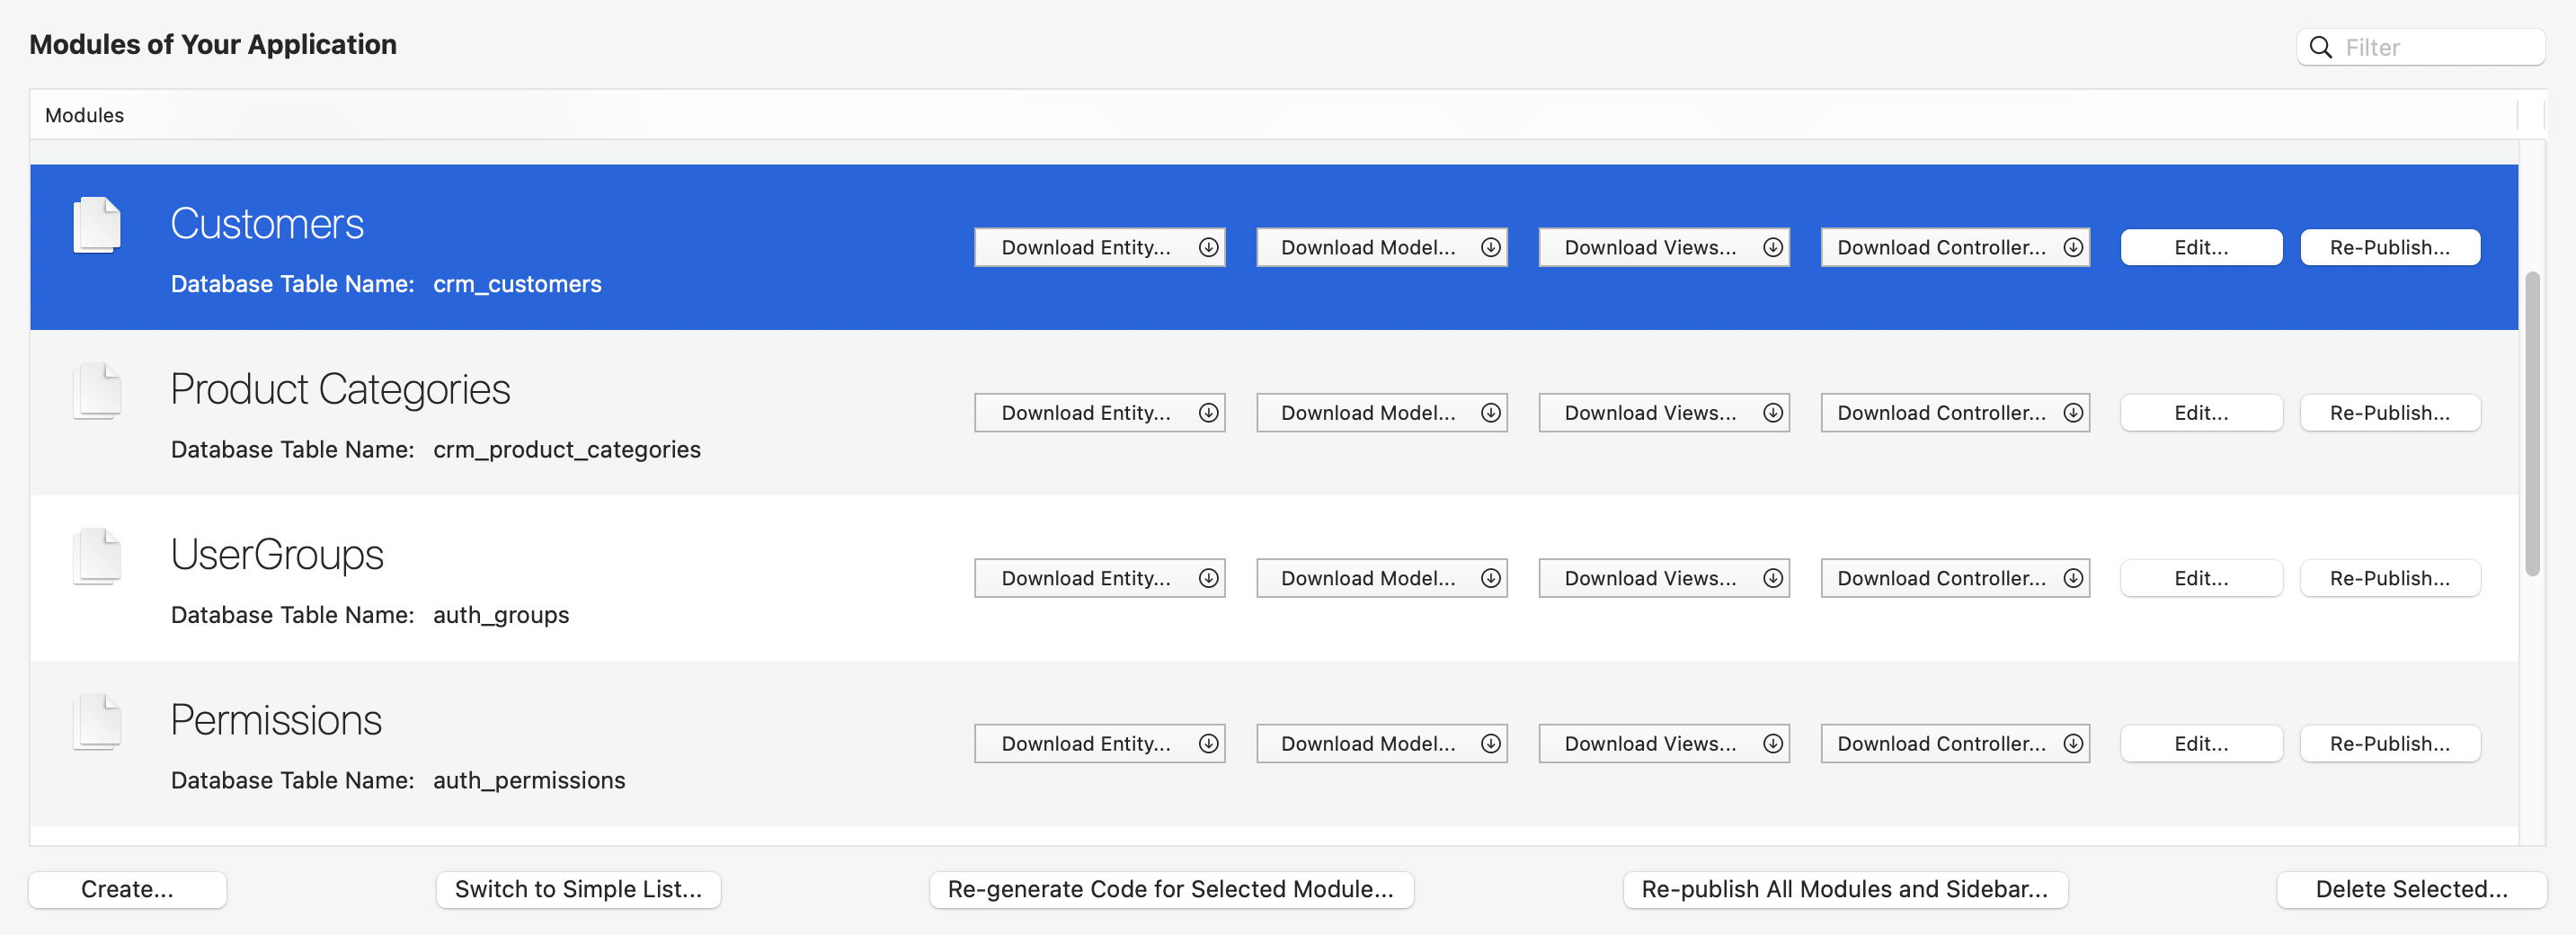 Modules of Your Application
Filter
Modules
Customers
Download Entity... Download Model... Download Views... Download Controller... Edit... Re-Publish...
Database Table Name: crm_customers
Product Categories
Download Entity... Download Model... Download Views... Download Controller... Edit... Re-Publish...
Database Table Name: crm_product_categories
UserGroups
Download Entity... Download Model... Download Views... Download Controller... Edit... Re-Publish...
Database Table Name: auth_groups
Permissions
Download Entity... Download Model... Download Views... Download Controller... Edit... Re-Publish...
Database Table Name: auth_permissions
Create... Switch to Simple List... Re-generate Code for Selected Module... Re-publish All Modules and Sidebar... Delete Selected...